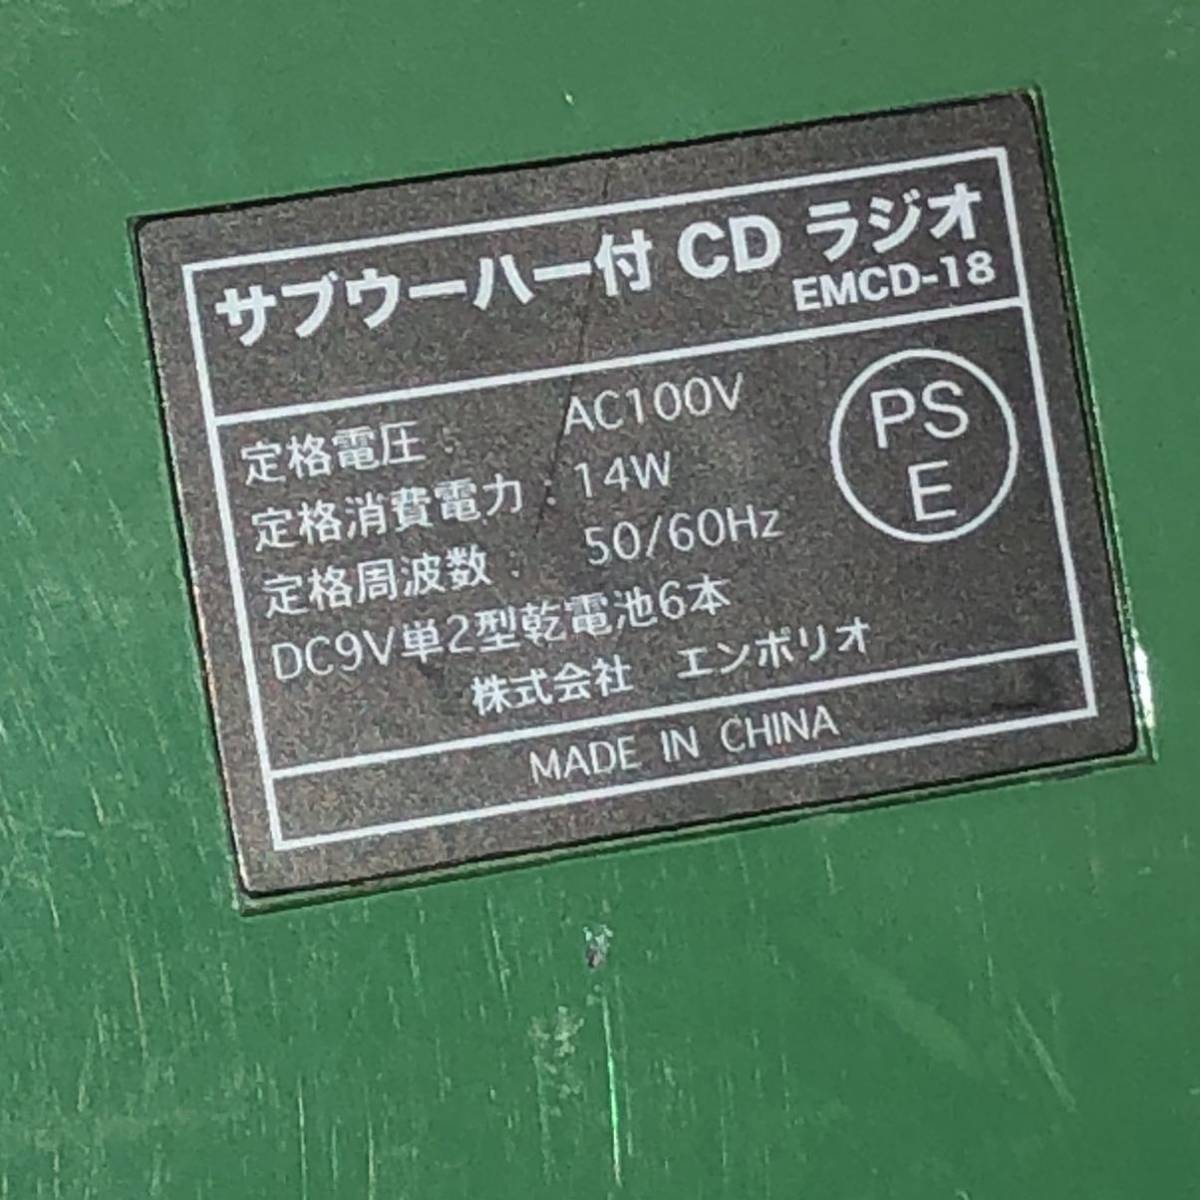 サブウーハー付 CD ラジオ
EMCD-18
定格電圧： AC100V
定格消費電力：14W
定格周波数： 50/60Hz
DC9V単2型乾電池6本
株式会社 エンポリオ
MADE IN CHINA
PS
E